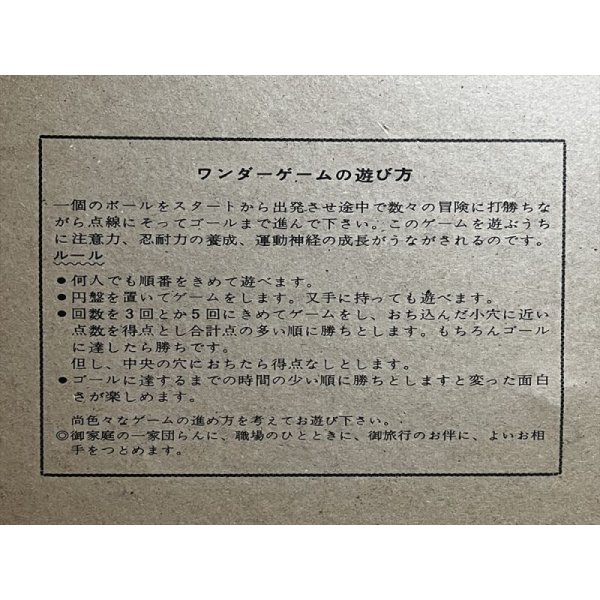 ワンダーゲームの遊び方
一個のボールをスタートから出発させ途中で数々の冒険に打勝ちな
がら点線にそってゴールまで進んで下さい。このゲームを遊ぶうち
に注意力、忍耐力の養成、運動神経の成長がうながされるのです。
ルール
●何人でも順番をきめて遊べます。
●円盤を置いてゲームをします。又手に持っても遊べます。
●回数を3回とか5回にきめてゲームをし、おち込んだ小穴に近い
点数を得点とし合計点の多い順に勝ちとします。もちろんゴール
に達したら勝ちです。
但し、中央の穴におちたら得点なしとします。
●ゴールに達するまでの時間の少い順に勝ちとしますと変った面白
さが楽しめます。
尚色々なゲームの進め方を考えてお遊び下さい。
◎御家庭の一家団らんに、職場のひとときに、御旅行のお伴に、よいお相
手をつとめます。